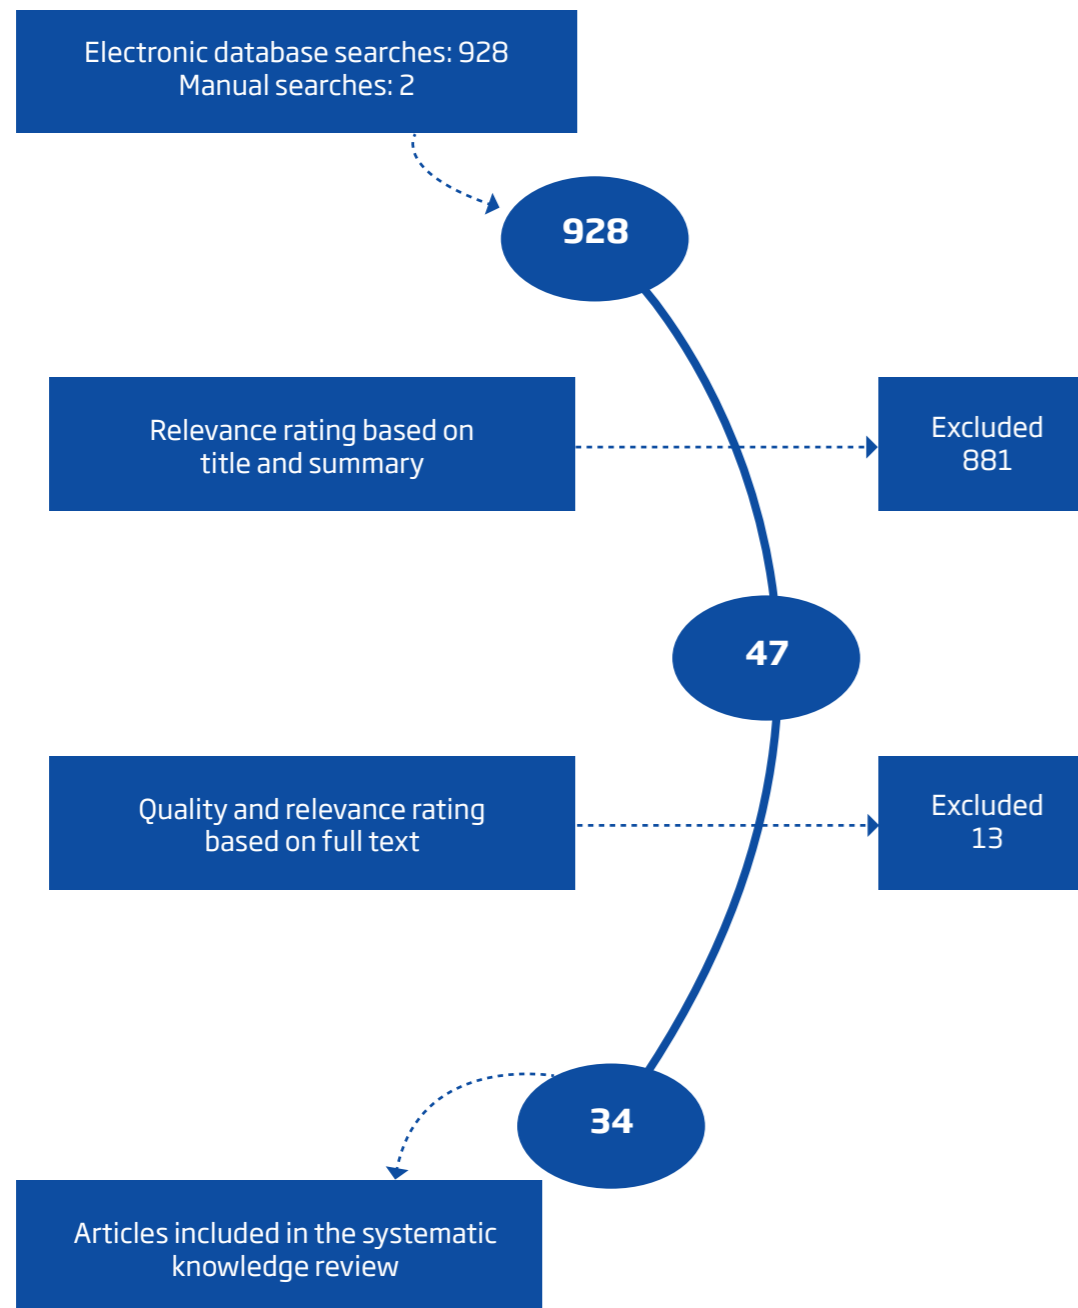 Electronic database searches: 928
Manual searches: 2
928
Relevance rating based on
title and summary
Excluded
881
47
Quality and relevance rating
based on full text
Excluded
13
34
Articles included in the systematic
knowledge review